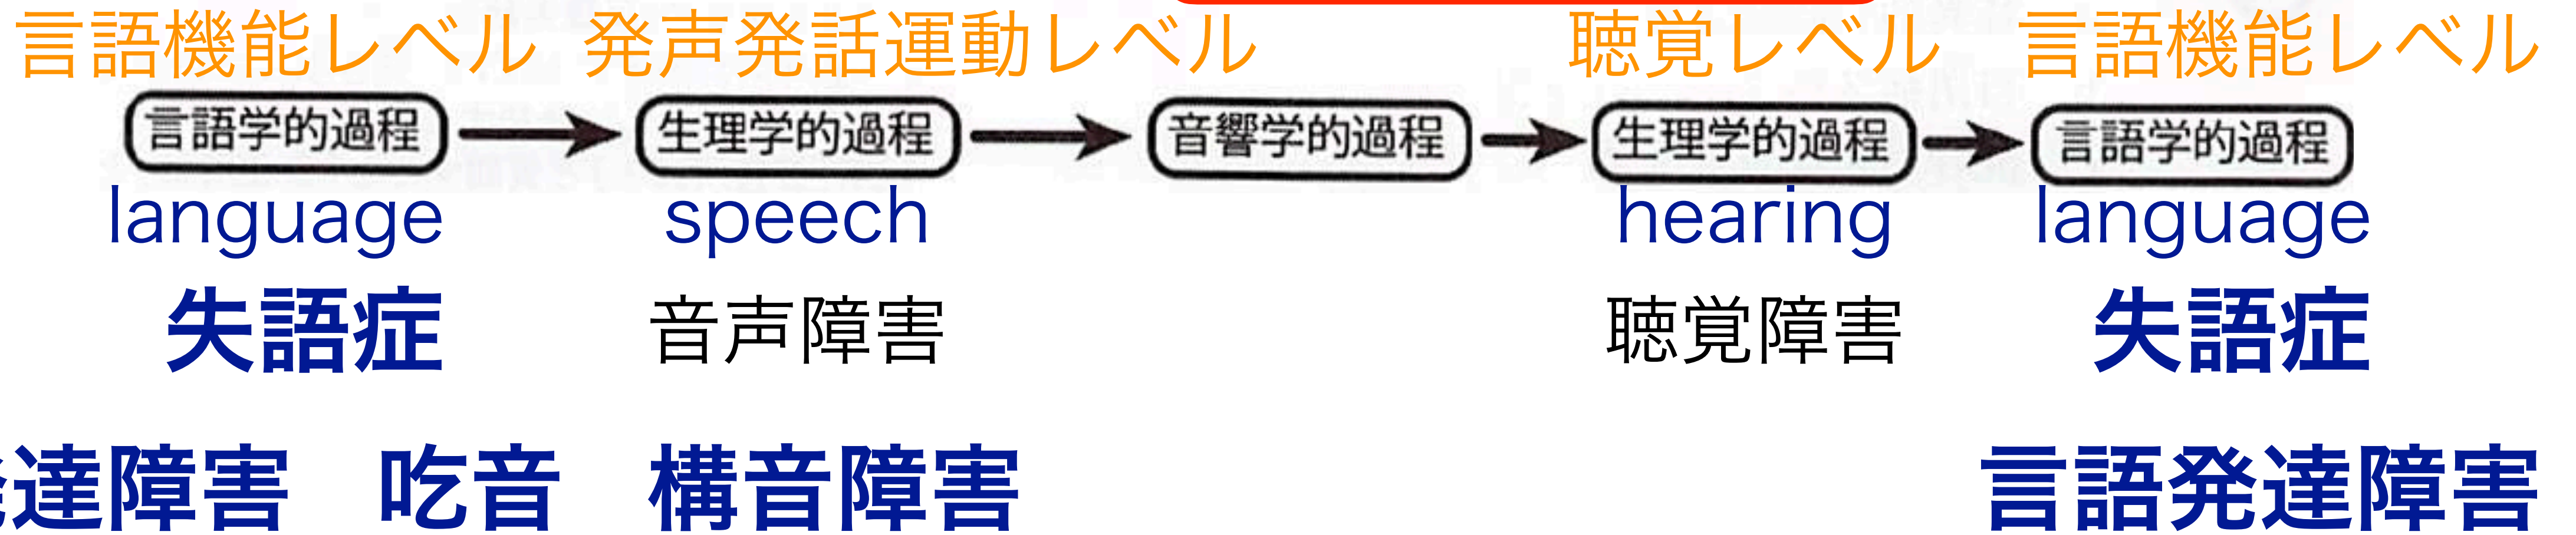 言語機能レベル 発声発話運動レベル 聴覚レベル 言語機能レベル
言語学的過程 生理学的過程 音響学的過程 生理学的過程 言語学的過程
language speech hearing language
失語症 音声障害 聴覚障害 失語症
達障害 吃音 構音障害 言語発達障害